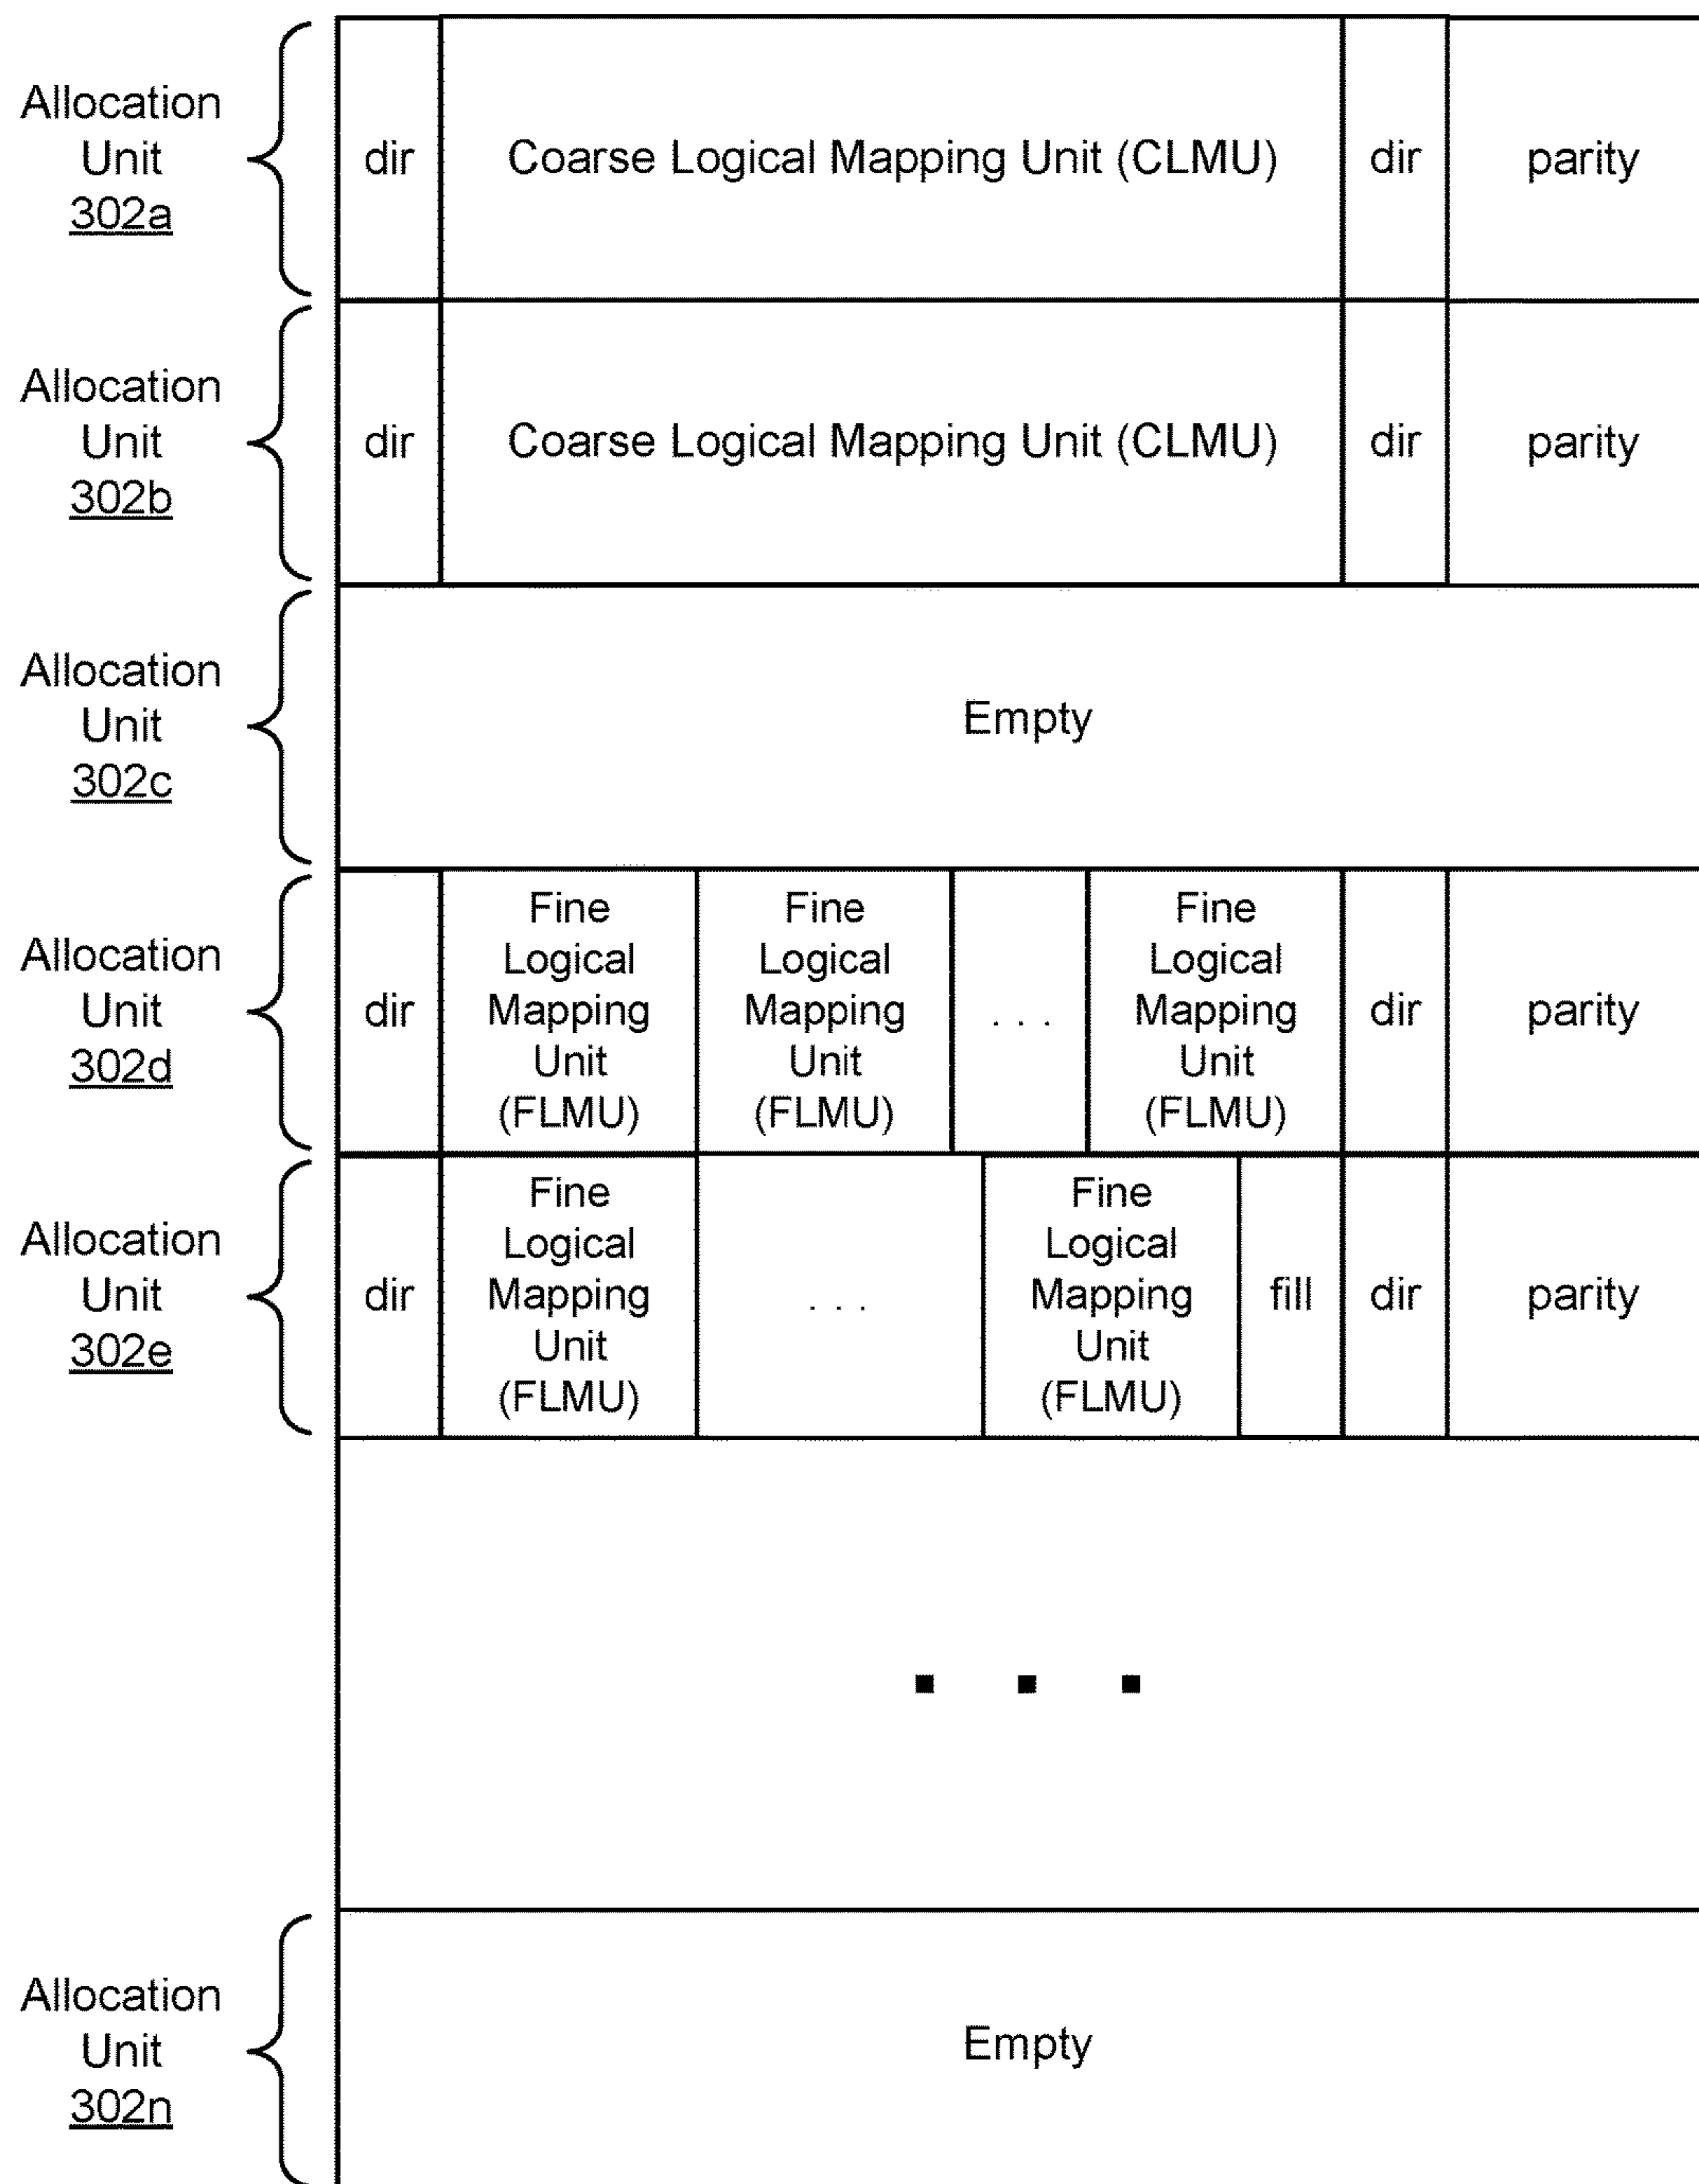 Allocation
Unit
302a
dir
Coarse Logical Mapping Unit (CLMU)
dir
parity
Allocation
Unit
302b
dir
Coarse Logical Mapping Unit (CLMU)
dir
parity
Allocation
Unit
302c
Empty
Allocation
Unit
302d
dir
Fine
Logical
Mapping
Unit
(FLMU)
Fine
Logical
Mapping
Unit
(FLMU)
. . .
Fine
Logical
Mapping
Unit
(FLMU)
dir
parity
Allocation
Unit
302e
dir
Fine
Logical
Mapping
Unit
(FLMU)
. . .
Fine
Logical
Mapping
Unit
(FLMU)
fill
dir
parity
. . .
Allocation
Unit
302n
Empty